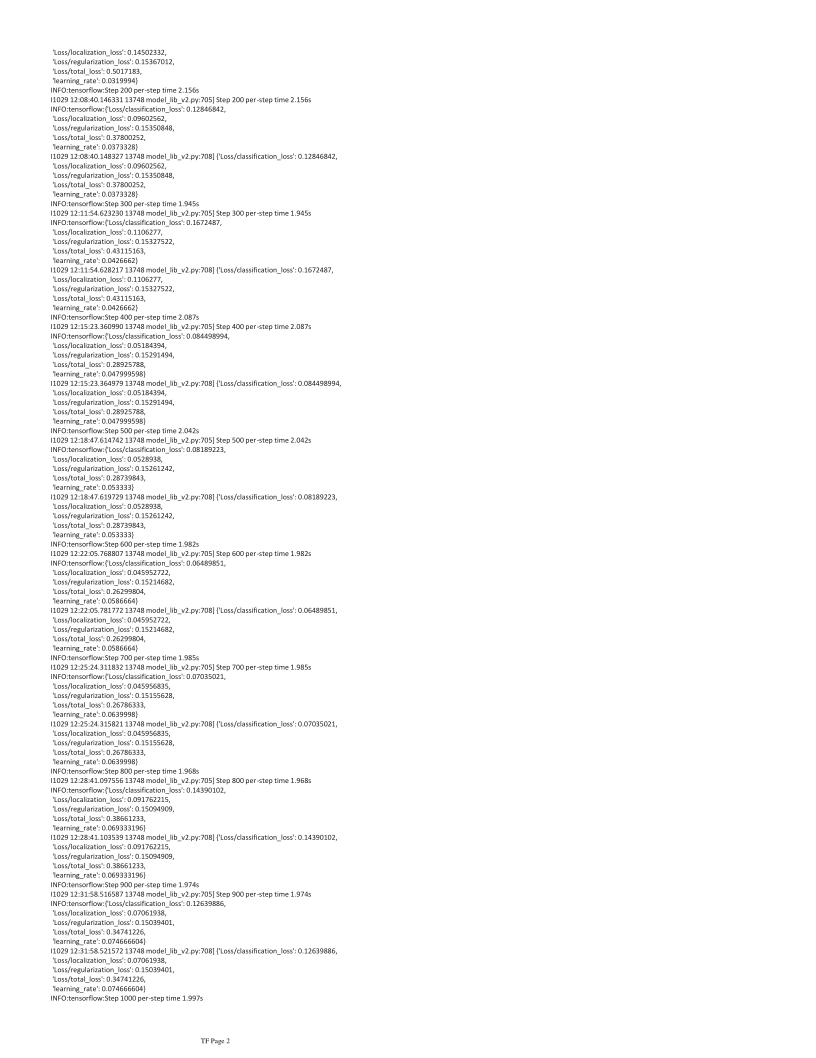 'Loss/localization_loss': 0.14502332,
'Loss/regularization_loss': 0.15367012,
'Loss/total_loss': 0.5017183,
'learning_rate': 0.0319994}
INFO:tensorflow:Step 200 per-step time 2.156s
I1029 12:08:40.146331 13748 model_lib_v2.py:705] Step 200 per-step time 2.156s
INFO:tensorflow:{'Loss/classification_loss': 0.12846842,
'Loss/localization_loss': 0.09602562,
'Loss/regularization_loss': 0.15350848,
'Loss/total_loss': 0.37800252,
'learning_rate': 0.0373328}
I1029 12:08:40.148327 13748 model_lib_v2.py:708] {'Loss/classification_loss': 0.12846842,
'Loss/localization_loss': 0.09602562,
'Loss/regularization_loss': 0.15350848,
'Loss/total_loss': 0.37800252,
'learning_rate': 0.0373328}
INFO:tensorflow:Step 300 per-step time 1.945s
I1029 12:11:54.623230 13748 model_lib_v2.py:705] Step 300 per-step time 1.945s
INFO:tensorflow:{'Loss/classification_loss': 0.1672487,
'Loss/localization_loss': 0.1106277,
'Loss/regularization_loss': 0.15327522,
'Loss/total_loss': 0.43115163,
'learning_rate': 0.0426662}
I1029 12:11:54.628217 13748 model_lib_v2.py:708] {'Loss/classification_loss': 0.1672487,
'Loss/localization_loss': 0.1106277,
'Loss/regularization_loss': 0.15327522,
'Loss/total_loss': 0.43115163,
'learning_rate': 0.0426662}
INFO:tensorflow:Step 400 per-step time 2.087s
I1029 12:15:23.360990 13748 model_lib_v2.py:705] Step 400 per-step time 2.087s
INFO:tensorflow:{'Loss/classification_loss': 0.084498994,
'Loss/localization_loss': 0.05184394,
'Loss/regularization_loss': 0.15291494,
'Loss/total_loss': 0.28925788,
'learning_rate': 0.047999598}
I1029 12:15:23.364979 13748 model_lib_v2.py:708] {'Loss/classification_loss': 0.084498994,
'Loss/localization_loss': 0.05184394,
'Loss/regularization_loss': 0.15291494,
'Loss/total_loss': 0.28925788,
'learning_rate': 0.047999598}
INFO:tensorflow:Step 500 per-step time 2.042s
I1029 12:18:47.614742 13748 model_lib_v2.py:705] Step 500 per-step time 2.042s
INFO:tensorflow:{'Loss/classification_loss': 0.08189223,
'Loss/localization_loss': 0.0528938,
'Loss/regularization_loss': 0.15261242,
'Loss/total_loss': 0.28739843,
'learning_rate': 0.053333}
I1029 12:18:47.619729 13748 model_lib_v2.py:708] {'Loss/classification_loss': 0.08189223,
'Loss/localization_loss': 0.0528938,
'Loss/regularization_loss': 0.15261242,
'Loss/total_loss': 0.28739843,
'learning_rate': 0.053333}
INFO:tensorflow:Step 600 per-step time 1.982s
I1029 12:22:05.768807 13748 model_lib_v2.py:705] Step 600 per-step time 1.982s
INFO:tensorflow:{'Loss/classification_loss': 0.06489851,
'Loss/localization_loss': 0.045952722,
'Loss/regularization_loss': 0.15214682,
'Loss/total_loss': 0.26299804,
'learning_rate': 0.0586664}
I1029 12:22:05.781772 13748 model_lib_v2.py:708] {'Loss/classification_loss': 0.06489851,
'Loss/localization_loss': 0.045952722,
'Loss/regularization_loss': 0.15214682,
'Loss/total_loss': 0.26299804,
'learning_rate': 0.0586664}
INFO:tensorflow:Step 700 per-step time 1.985s
I1029 12:25:24.311832 13748 model_lib_v2.py:705] Step 700 per-step time 1.985s
INFO:tensorflow:{'Loss/classification_loss': 0.07035021,
'Loss/localization_loss': 0.045956835,
'Loss/regularization_loss': 0.15155628,
'Loss/total_loss': 0.26786333,
'learning_rate': 0.0639998}
I1029 12:25:24.315821 13748 model_lib_v2.py:708] {'Loss/classification_loss': 0.07035021,
'Loss/localization_loss': 0.045956835,
'Loss/regularization_loss': 0.15155628,
'Loss/total_loss': 0.26786333,
'learning_rate': 0.0639998}
INFO:tensorflow:Step 800 per-step time 1.968s
I1029 12:28:41.097556 13748 model_lib_v2.py:705] Step 800 per-step time 1.968s
INFO:tensorflow:{'Loss/classification_loss': 0.14390102,
'Loss/localization_loss': 0.091762215,
'Loss/regularization_loss': 0.15094909,
'Loss/total_loss': 0.38661233,
'learning_rate': 0.069333196}
I1029 12:28:41.103539 13748 model_lib_v2.py:708] {'Loss/classification_loss': 0.14390102,
'Loss/localization_loss': 0.091762215,
'Loss/regularization_loss': 0.15094909,
'Loss/total_loss': 0.38661233,
'learning_rate': 0.069333196}
INFO:tensorflow:Step 900 per-step time 1.974s
I1029 12:31:58.516587 13748 model_lib_v2.py:705] Step 900 per-step time 1.974s
INFO:tensorflow:{'Loss/classification_loss': 0.12639886,
'Loss/localization_loss': 0.07061938,
'Loss/regularization_loss': 0.15039401,
'Loss/total_loss': 0.34741226,
'learning_rate': 0.074666604}
I1029 12:31:58.521572 13748 model_lib_v2.py:708] {'Loss/classification_loss': 0.12639886,
'Loss/localization_loss': 0.07061938,
'Loss/regularization_loss': 0.15039401,
'Loss/total_loss': 0.34741226,
'learning_rate': 0.074666604}
INFO:tensorflow:Step 1000 per-step time 1.997s
TF Page 2